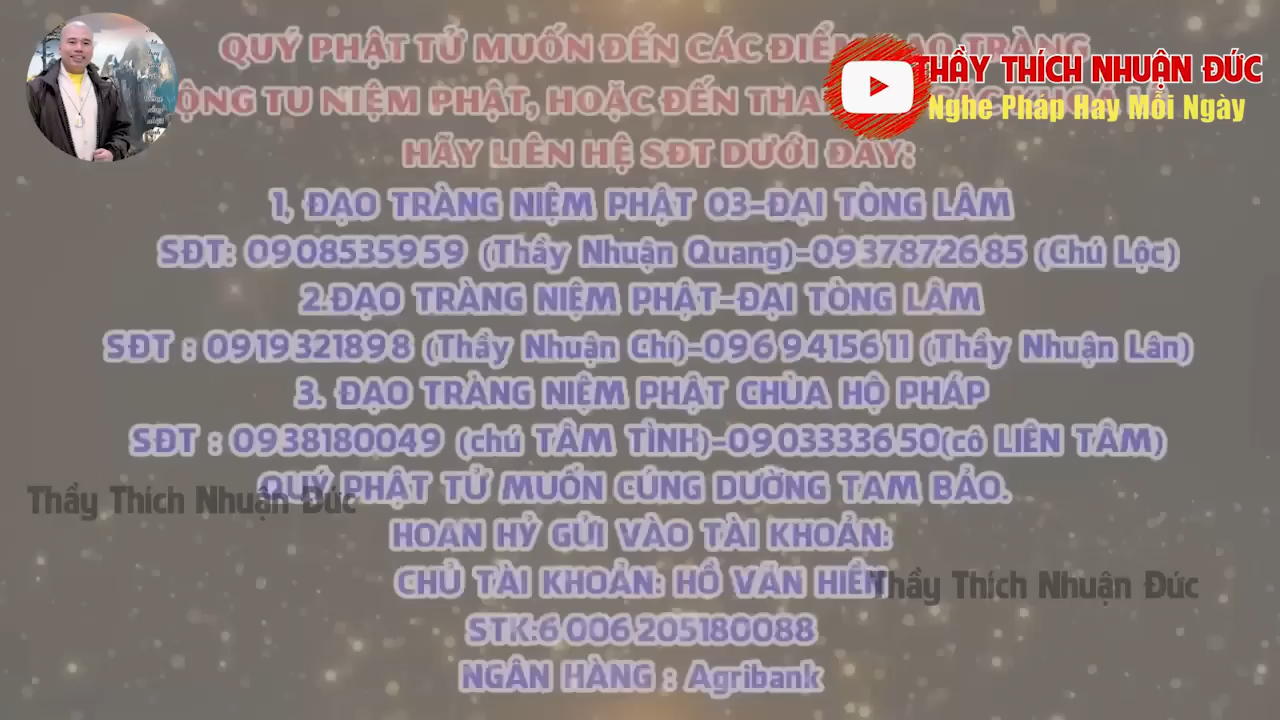 QUÝ PHẬT TỬ MUỐN ĐẾN CÁC ĐIỂM ĐẠO TRÀNG
THẦY THÍCH NHUẬN ĐỨC
Nghe Pháp Hay Mỗi Ngày
TU NIỆM PHẬT, HOẶC ĐẾN
HÃY LIÊN HỆ SĐT DƯỚI ĐÂY:
1, ĐẠO TRÀNG NIỆM PHẬT 03-ĐẠI TÒNG LÂM
SĐT: 0908535959 (Thầy Nhuận Quang)-0937872685 (Chú Lộc)
2.ĐẠO TRÀNG NIỆM PHẬT-ĐẠI TÒNG LÂM
SĐT : 0919321898 (Thầy Nhuận Chí)-0969415611 (Thầy Nhuận Lân)
3. ĐẠO TRÀNG NIỆM PHẬT CHÙA HỘ PHÁP
SĐT : 0938180049 (chú TÂM TÌNH)-0903333650(cô LIÊN TÂM)
QUÝ PHẬT TỬ MUỐN CÚNG DƯỜNG TAM BẢO.
Thầy Thích Nhuận Đức
HOAN HỶ GỬI VÀO TÀI KHOẢN:
CHỦ TÀI KHOẢN: HỒ VĂN HIỀN
Thầy Thích Nhuận Đức
STK:6006205180088
NGÂN HÀNG : Agribank